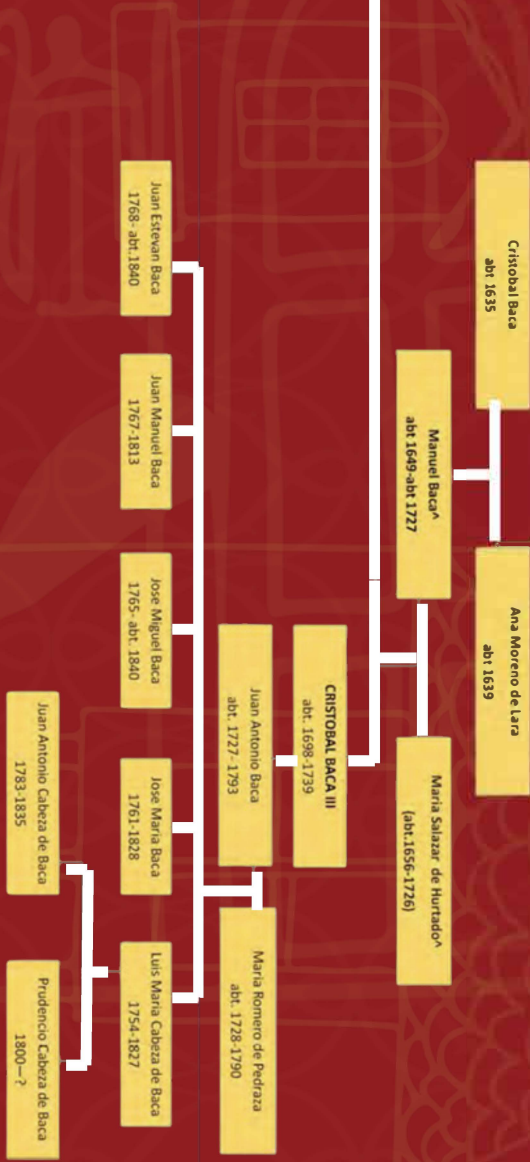 Cristobal Baca
abt 1635
Ana Moreno de Lara
abt 1639
Manuel Baca^
abt 1649-abt 1727
Maria Salazar de Hurtado^
(abt.1656-1726)
CRISTOBAL BACA III
abt. 1698-1739
Juan Antonio Baca
abt. 1727 - 1793
Maria Romero de Pedraza
abt. 1728-1790
Juan Estevan Baca
1768- abt.1840
Juan Manuel Baca
1767-1813
Jose Miguel Baca
1765- abt. 1840
Jose Maria Baca
1761-1828
Luis Maria Cabeza de Baca
1754-1827
Juan Antonio Cabeza de Baca
1783-1835
Prudencio Cabeza de Baca
1800—?